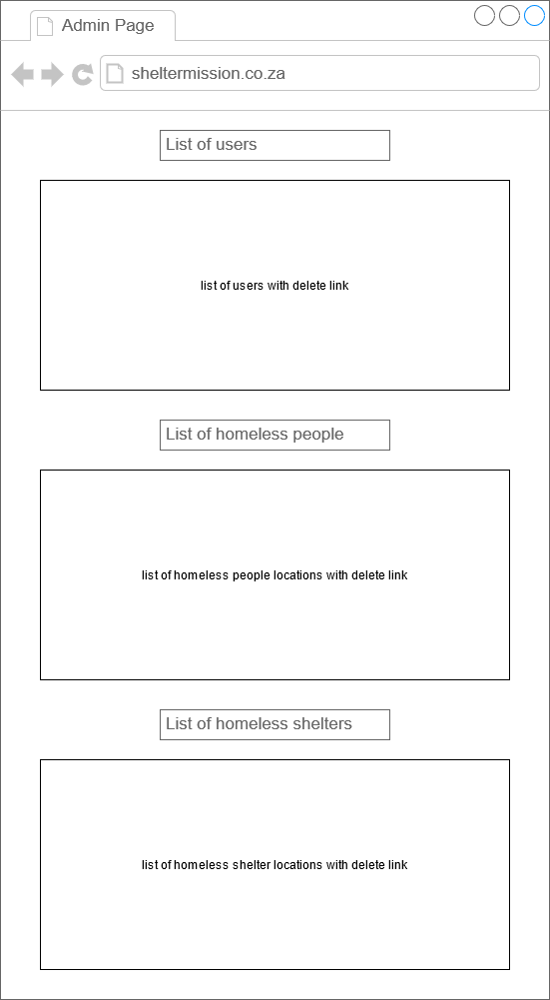 Admin Page
sheltermission.co.za
List of users
list of users with delete link
List of homeless people
list of homeless people locations with delete link
List of homeless shelters
list of homeless shelter locations with delete link